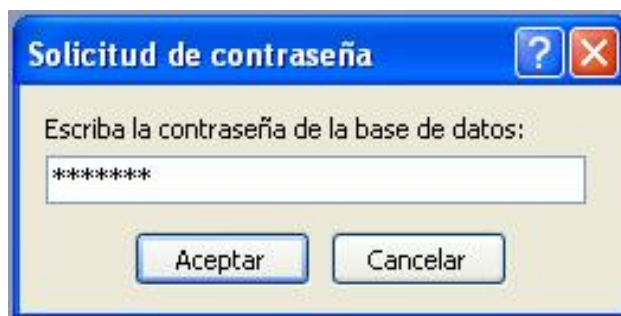 Solicitud de contraseña
?
Escriba la contraseña de la base de datos:
*******
Aceptar Cancelar